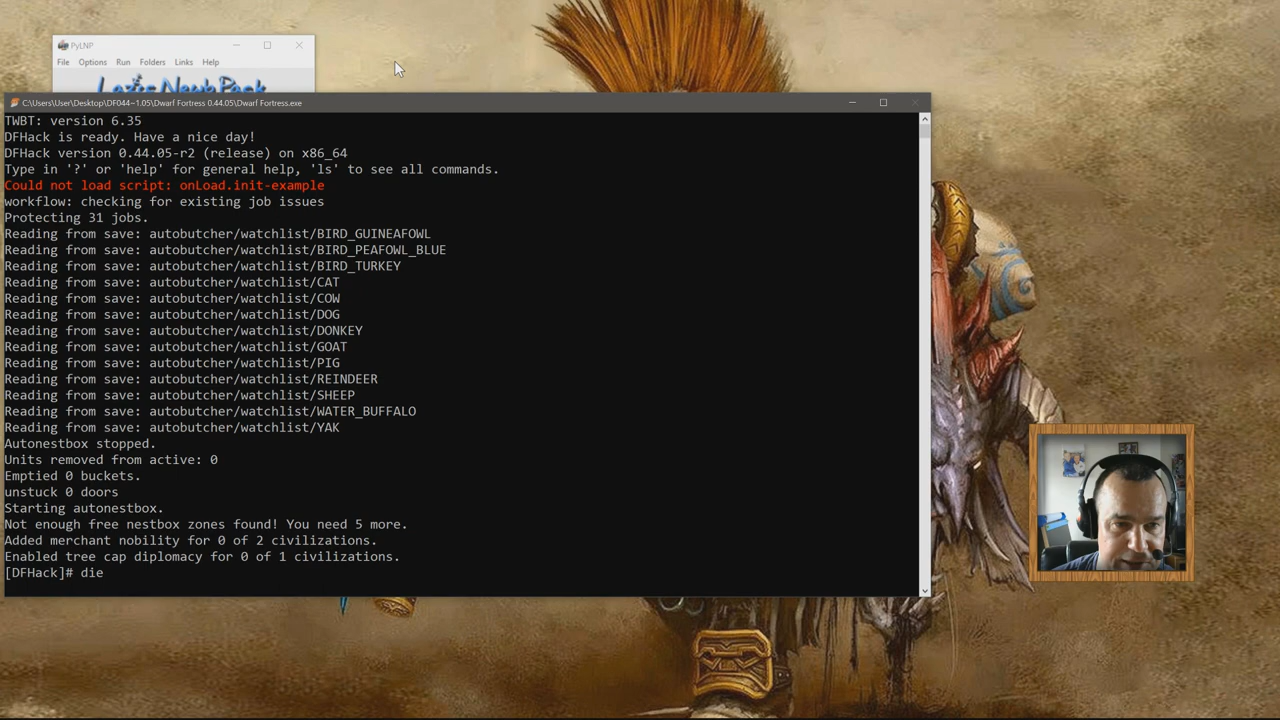 PyLNP
File Options Run Folders Links Help
Lazy Newb Pack
C:\Users\User\Desktop\DF044~1.05\Dwarf Fortress 0.44.05\Dwarf Fortress.exe
TWBT: version 6.35
DFHack is ready. Have a nice day!
DFHack version 0.44.05-r2 (release) on x86_64
Type in '?' or 'help' for general help, 'ls' to see all commands.
Could not load script: onLoad.init-example
workflow: checking for existing job issues
Protecting 31 jobs.
Reading from save: autobutcher/watchlist/BIRD_GUINEAFOWL
Reading from save: autobutcher/watchlist/BIRD_PEAFOWL_BLUE
Reading from save: autobutcher/watchlist/BIRD_TURKEY
Reading from save: autobutcher/watchlist/CAT
Reading from save: autobutcher/watchlist/COW
Reading from save: autobutcher/watchlist/DOG
Reading from save: autobutcher/watchlist/DONKEY
Reading from save: autobutcher/watchlist/GOAT
Reading from save: autobutcher/watchlist/PIG
Reading from save: autobutcher/watchlist/REINDEER
Reading from save: autobutcher/watchlist/SHEEP
Reading from save: autobutcher/watchlist/WATER_BUFFALO
Reading from save: autobutcher/watchlist/YAK
Autonestbox stopped.
Units removed from active: 0
Emptied 0 buckets.
unstuck 0 doors
Starting autonestbox.
Not enough free nestbox zones found! You need 5 more.
Added merchant nobility for 0 of 2 civilizations.
Enabled tree cap diplomacy for 0 of 1 civilizations.
[DFHack]# die